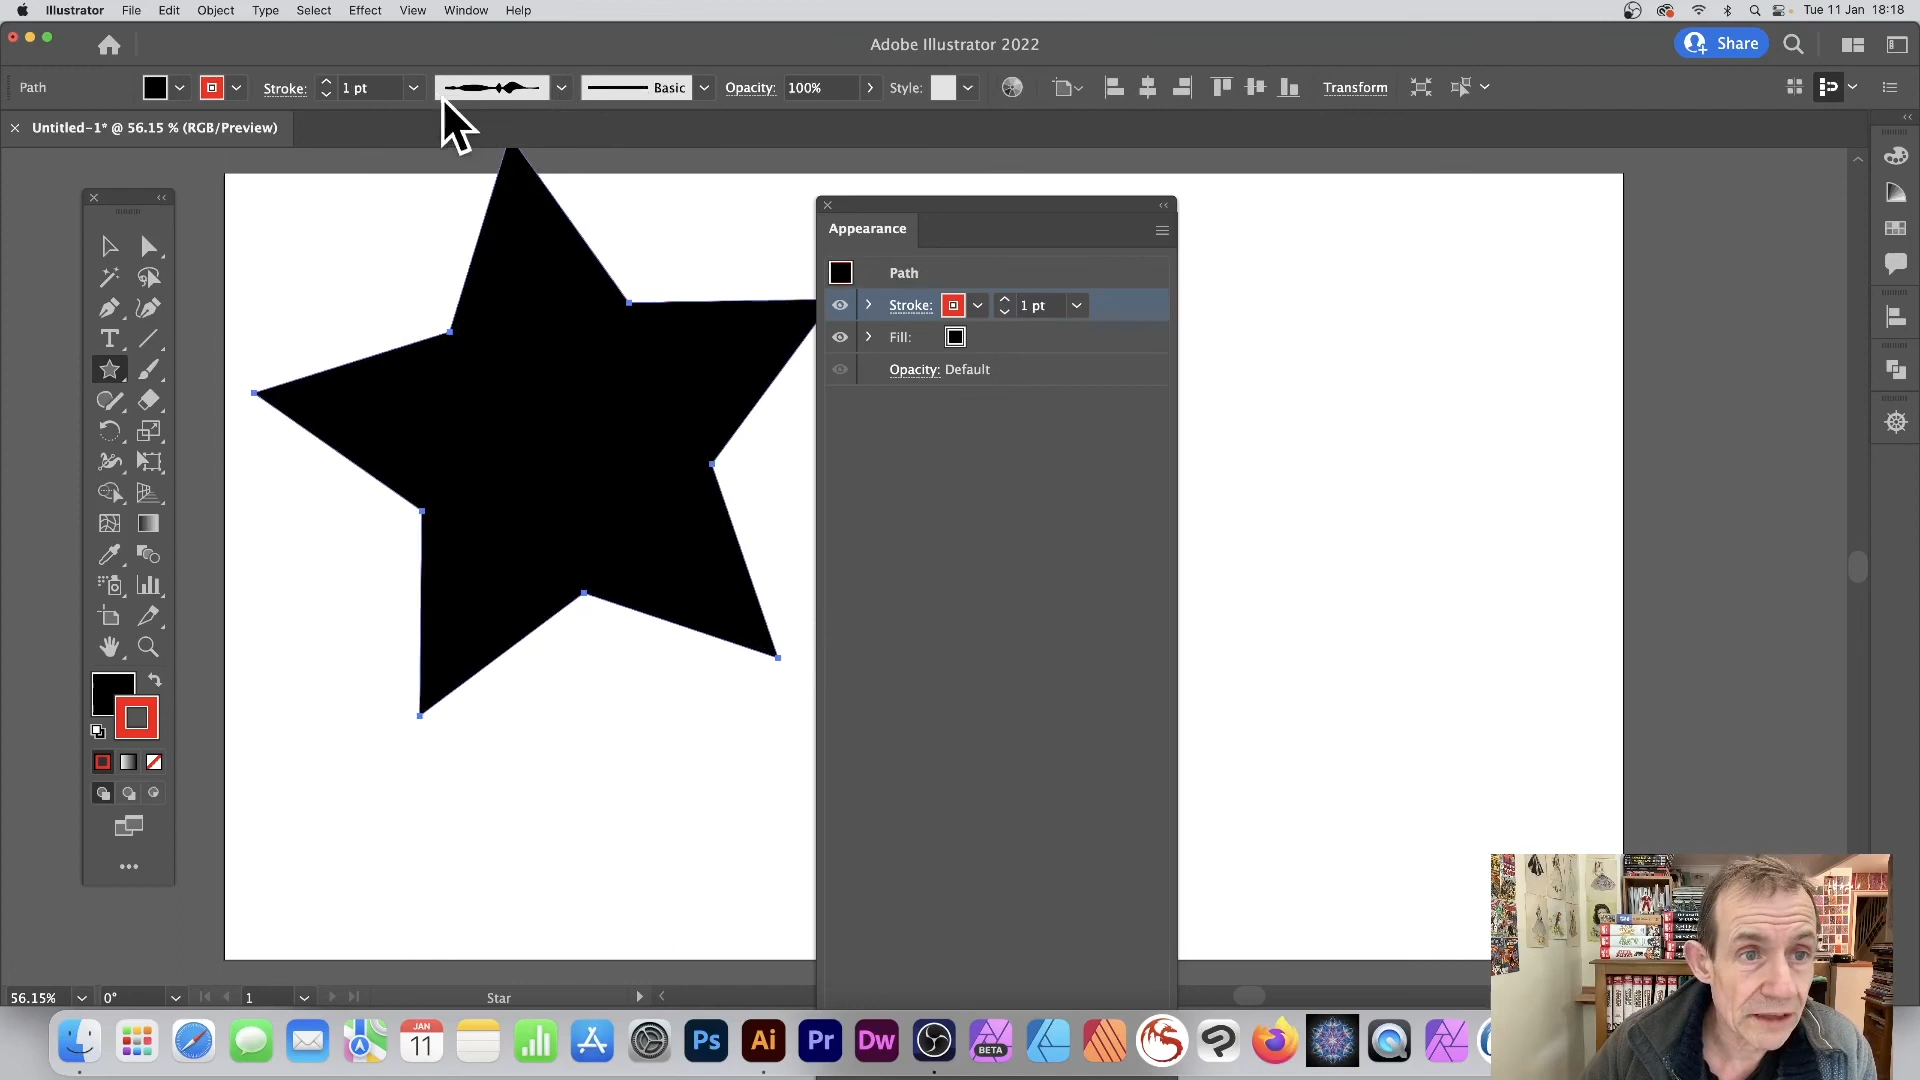 Illustrator File Edit Object Type Select Effect View Window Help
Tue 11 Jan 18:18
Adobe Illustrator 2022
Share
Path
Stroke: 1 pt
Basic
Opacity: 100%
Style:
Transform
Untitled-1* @ 56.15 % (RGB/Preview)
Appearance
Path
Stroke: 1 pt
Fill:
Opacity: Default
56.15%
0°
1
Star
JAN
11
Ps
Ai
Pr
Dw
BETA